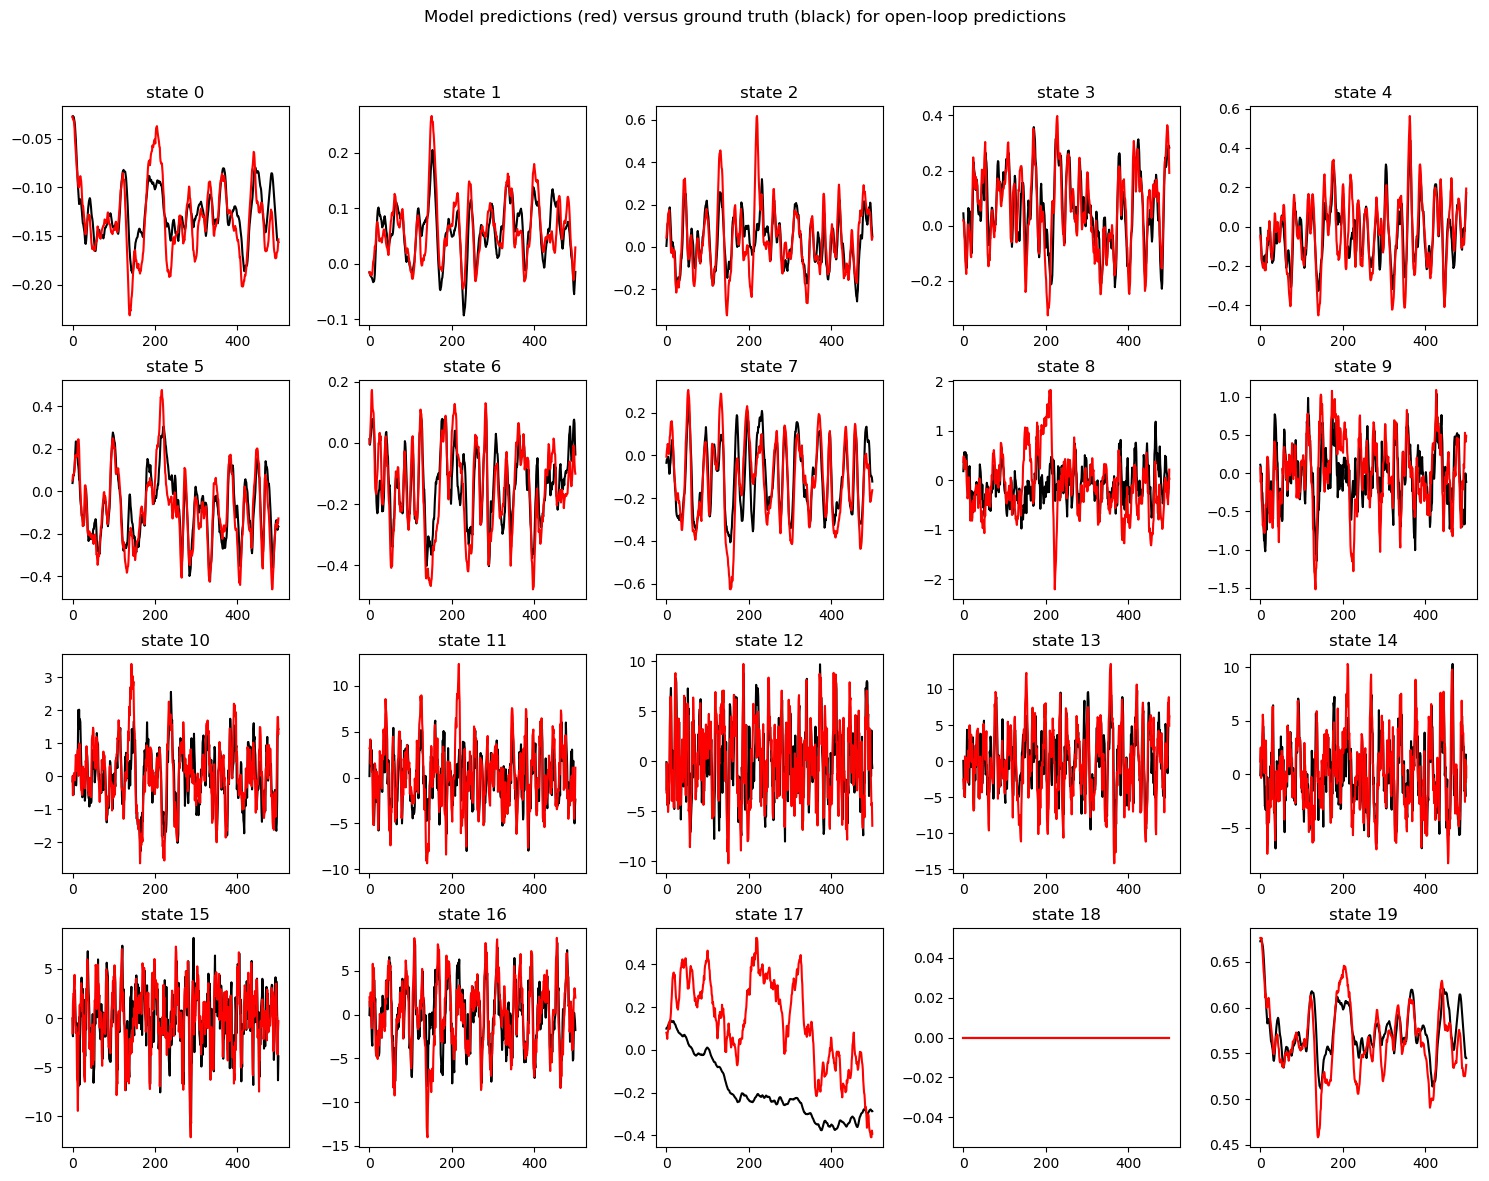 Model predictions (red) versus ground truth (black) for open-loop predictions
state 0 state 1 state 2 state 3 state 4
−0.05 −0.10 −0.15 −0.20
0 200 400
0.2 0.1 0.0 −0.1
0 200 400
0.6 0.4 0.2 0.0 −0.2
0 200 400
0.4 0.2 0.0 −0.2
0 200 400
0.6 0.4 0.2 0.0 −0.2 −0.4
0 200 400
state 5 state 6 state 7 state 8 state 9
0.4 0.2 0.0 −0.2 −0.4
0 200 400
0.2 0.0 −0.2 −0.4
0 200 400
0.2 0.0 −0.2 −0.4 −0.6
0 200 400
2 1 0 −1 −2
0 200 400
1.0 0.5 0.0 −0.5 −1.0 −1.5
0 200 400
state 10 state 11 state 12 state 13 state 14
3 2 1 0 −1 −2
0 200 400
10 5 0 −5 −10
0 200 400
10 5 0 −5 −10
0 200 400
10 5 0 −5 −10 −15
0 200 400
10 5 0 −5
0 200 400
state 15 state 16 state 17 state 18 state 19
5 0 −5 −10
0 200 400
5 0 −5 −10 −15
0 200 400
0.4 0.2 0.0 −0.2 −0.4
0 200 400
0.04 0.02 0.00 −0.02 −0.04
0 200 400
0.65 0.60 0.55 0.50 0.45
0 200 400